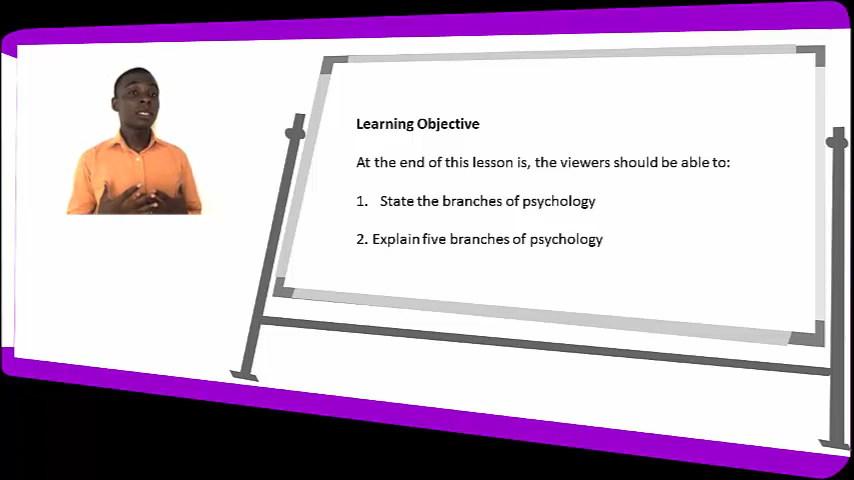 Learning Objective
At the end of this lesson is, the viewers should be able to:
1. State the branches of psychology
2. Explain five branches of psychology